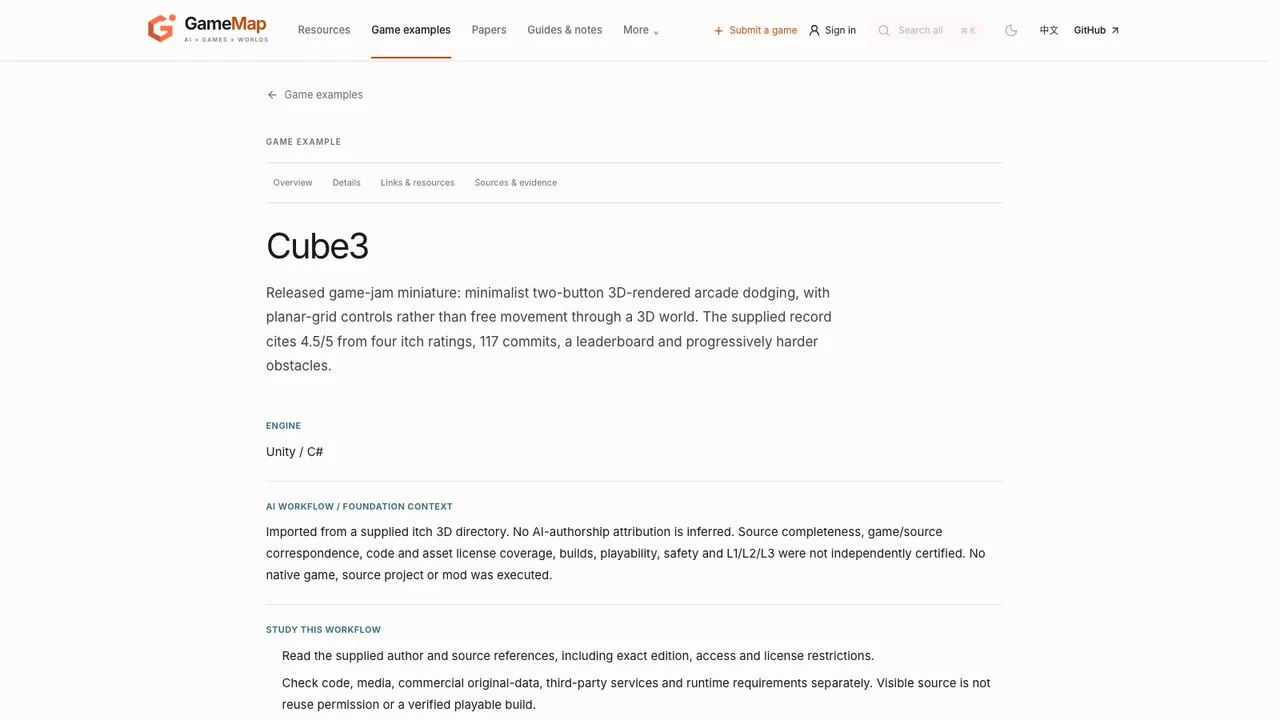 GameMap
AI × GAMES × WORLDS
Resources
Game examples
Papers
Guides & notes
More
Submit a game
Sign in
Search all
⌘ K
中文
GitHub
Game examples
GAME EXAMPLE
Overview
Details
Links & resources
Sources & evidence
Cube3
Released game-jam miniature: minimalist two-button 3D-rendered arcade dodging, with
planar-grid controls rather than free movement through a 3D world. The supplied record
cites 4.5/5 from four itch ratings, 117 commits, a leaderboard and progressively harder
obstacles.
ENGINE
Unity / C#
AI WORKFLOW / FOUNDATION CONTEXT
Imported from a supplied itch 3D directory. No AI-authorship attribution is inferred. Source completeness, game/source
correspondence, code and asset license coverage, builds, playability, safety and L1/L2/L3 were not independently certified. No
native game, source project or mod was executed.
STUDY THIS WORKFLOW
Read the supplied author and source references, including exact edition, access and license restrictions.
Check code, media, commercial original-data, third-party services and runtime requirements separately. Visible source is not
reuse permission or a verified playable build.